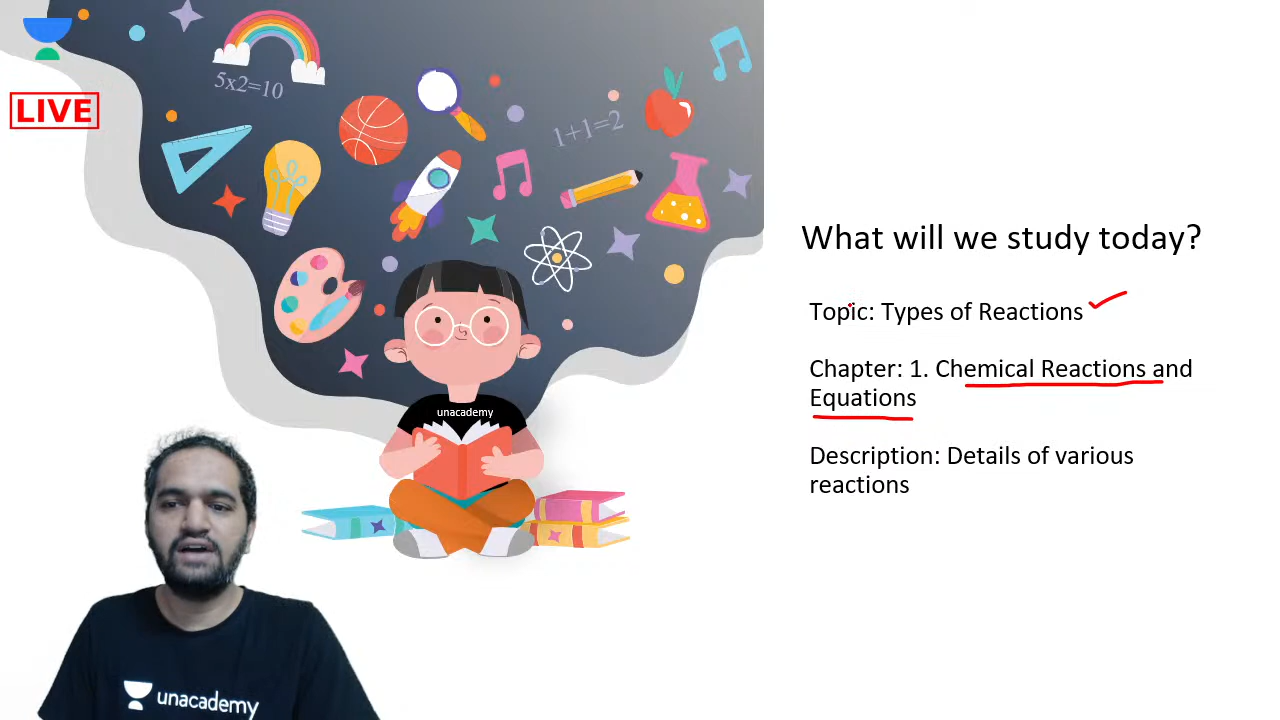 LIVE
5x2=10
1+1=2
unacademy
What will we study today?
Topic: Types of Reactions
Chapter: 1. Chemical Reactions and
Equations
Description: Details of various
reactions
unacademy